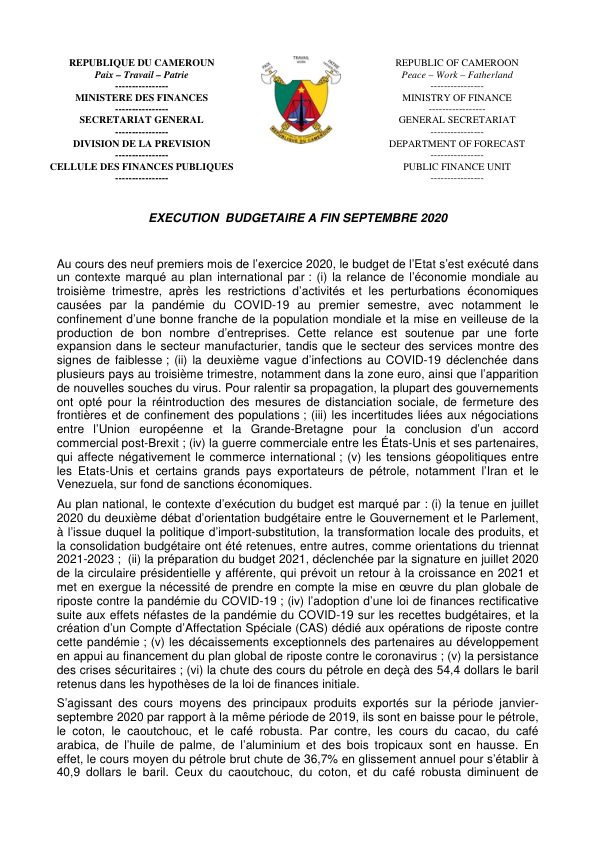 REPUBLIQUE DU CAMEROUN
Paix – Travail – Patrie
----------------
MINISTERE DES FINANCES
----------------
SECRETARIAT GENERAL
----------------
DIVISION DE LA PREVISION
----------------
CELLULE DES FINANCES PUBLIQUES
----------------
REPUBLIC OF CAMEROON
Peace – Work – Fatherland
----------------
MINISTRY OF FINANCE
-----------------
GENERAL SECRETARIAT
-----------------
DEPARTMENT OF FORECAST
----------------
PUBLIC FINANCE UNIT
----------------
EXECUTION BUDGETAIRE A FIN SEPTEMBRE 2020
Au cours des neuf premiers mois de l’exercice 2020, le budget de l’Etat s’est exécuté dans
un contexte marqué au plan international par : (i) la relance de l’économie mondiale au
troisième trimestre, après les restrictions d’activités et les perturbations économiques
causées par la pandémie du COVID-19 au premier semestre, avec notamment le
confinement d’une bonne franche de la population mondiale et la mise en veilleuse de la
production de bon nombre d’entreprises. Cette relance est soutenue par une forte
expansion dans le secteur manufacturier, tandis que le secteur des services montre des
signes de faiblesse ; (ii) la deuxième vague d’infections au COVID-19 déclenchée dans
plusieurs pays au troisième trimestre, notamment dans la zone euro, ainsi que l’apparition
de nouvelles souches du virus. Pour ralentir sa propagation, la plupart des gouvernements
ont opté pour la réintroduction des mesures de distanciation sociale, de fermeture des
frontières et de confinement des populations ; (iii) les incertitudes liées aux négociations
entre l’Union européenne et la Grande-Bretagne pour la conclusion d’un accord
commercial post-Brexit ; (iv) la guerre commerciale entre les États-Unis et ses partenaires,
qui affecte négativement le commerce international ; (v) les tensions géopolitiques entre
les Etats-Unis et certains grands pays exportateurs de pétrole, notamment l’Iran et le
Venezuela, sur fond de sanctions économiques.
Au plan national, le contexte d’exécution du budget est marqué par : (i) la tenue en juillet
2020 du deuxième débat d’orientation budgétaire entre le Gouvernement et le Parlement,
à l’issue duquel la politique d’import-substitution, la transformation locale des produits, et
la consolidation budgétaire ont été retenues, entre autres, comme orientations du triennat
2021-2023 ; (ii) la préparation du budget 2021, déclenchée par la signature en juillet 2020
de la circulaire présidentielle y afférente, qui prévoit un retour à la croissance en 2021 et
met en exergue la nécessité de prendre en compte la mise en œuvre du plan globale de
riposte contre la pandémie du COVID-19 ; (iv) l’adoption d’une loi de finances rectificative
suite aux effets néfastes de la pandémie du COVID-19 sur les recettes budgétaires, et la
création d’un Compte d’Affectation Spéciale (CAS) dédié aux opérations de riposte contre
cette pandémie ; (v) les décaissements exceptionnels des partenaires au développement
en appui au financement du plan global de riposte contre le coronavirus ; (v) la persistance
des crises sécuritaires ; (vi) la chute des cours du pétrole en deçà des 54,4 dollars le baril
retenus dans les hypothèses de la loi de finances initiale.
S’agissant des cours moyens des principaux produits exportés sur la période janvier-
septembre 2020 par rapport à la même période de 2019, ils sont en baisse pour le pétrole,
le coton, le caoutchouc, et le café robusta. Par contre, les cours du cacao, du café
arabica, de l’huile de palme, de l’aluminium et des bois tropicaux sont en hausse. En
effet, le cours moyen du pétrole brut chute de 36,7% en glissement annuel pour s’établir à
40,9 dollars le baril. Ceux du caoutchouc, du coton, et du café robusta diminuent de